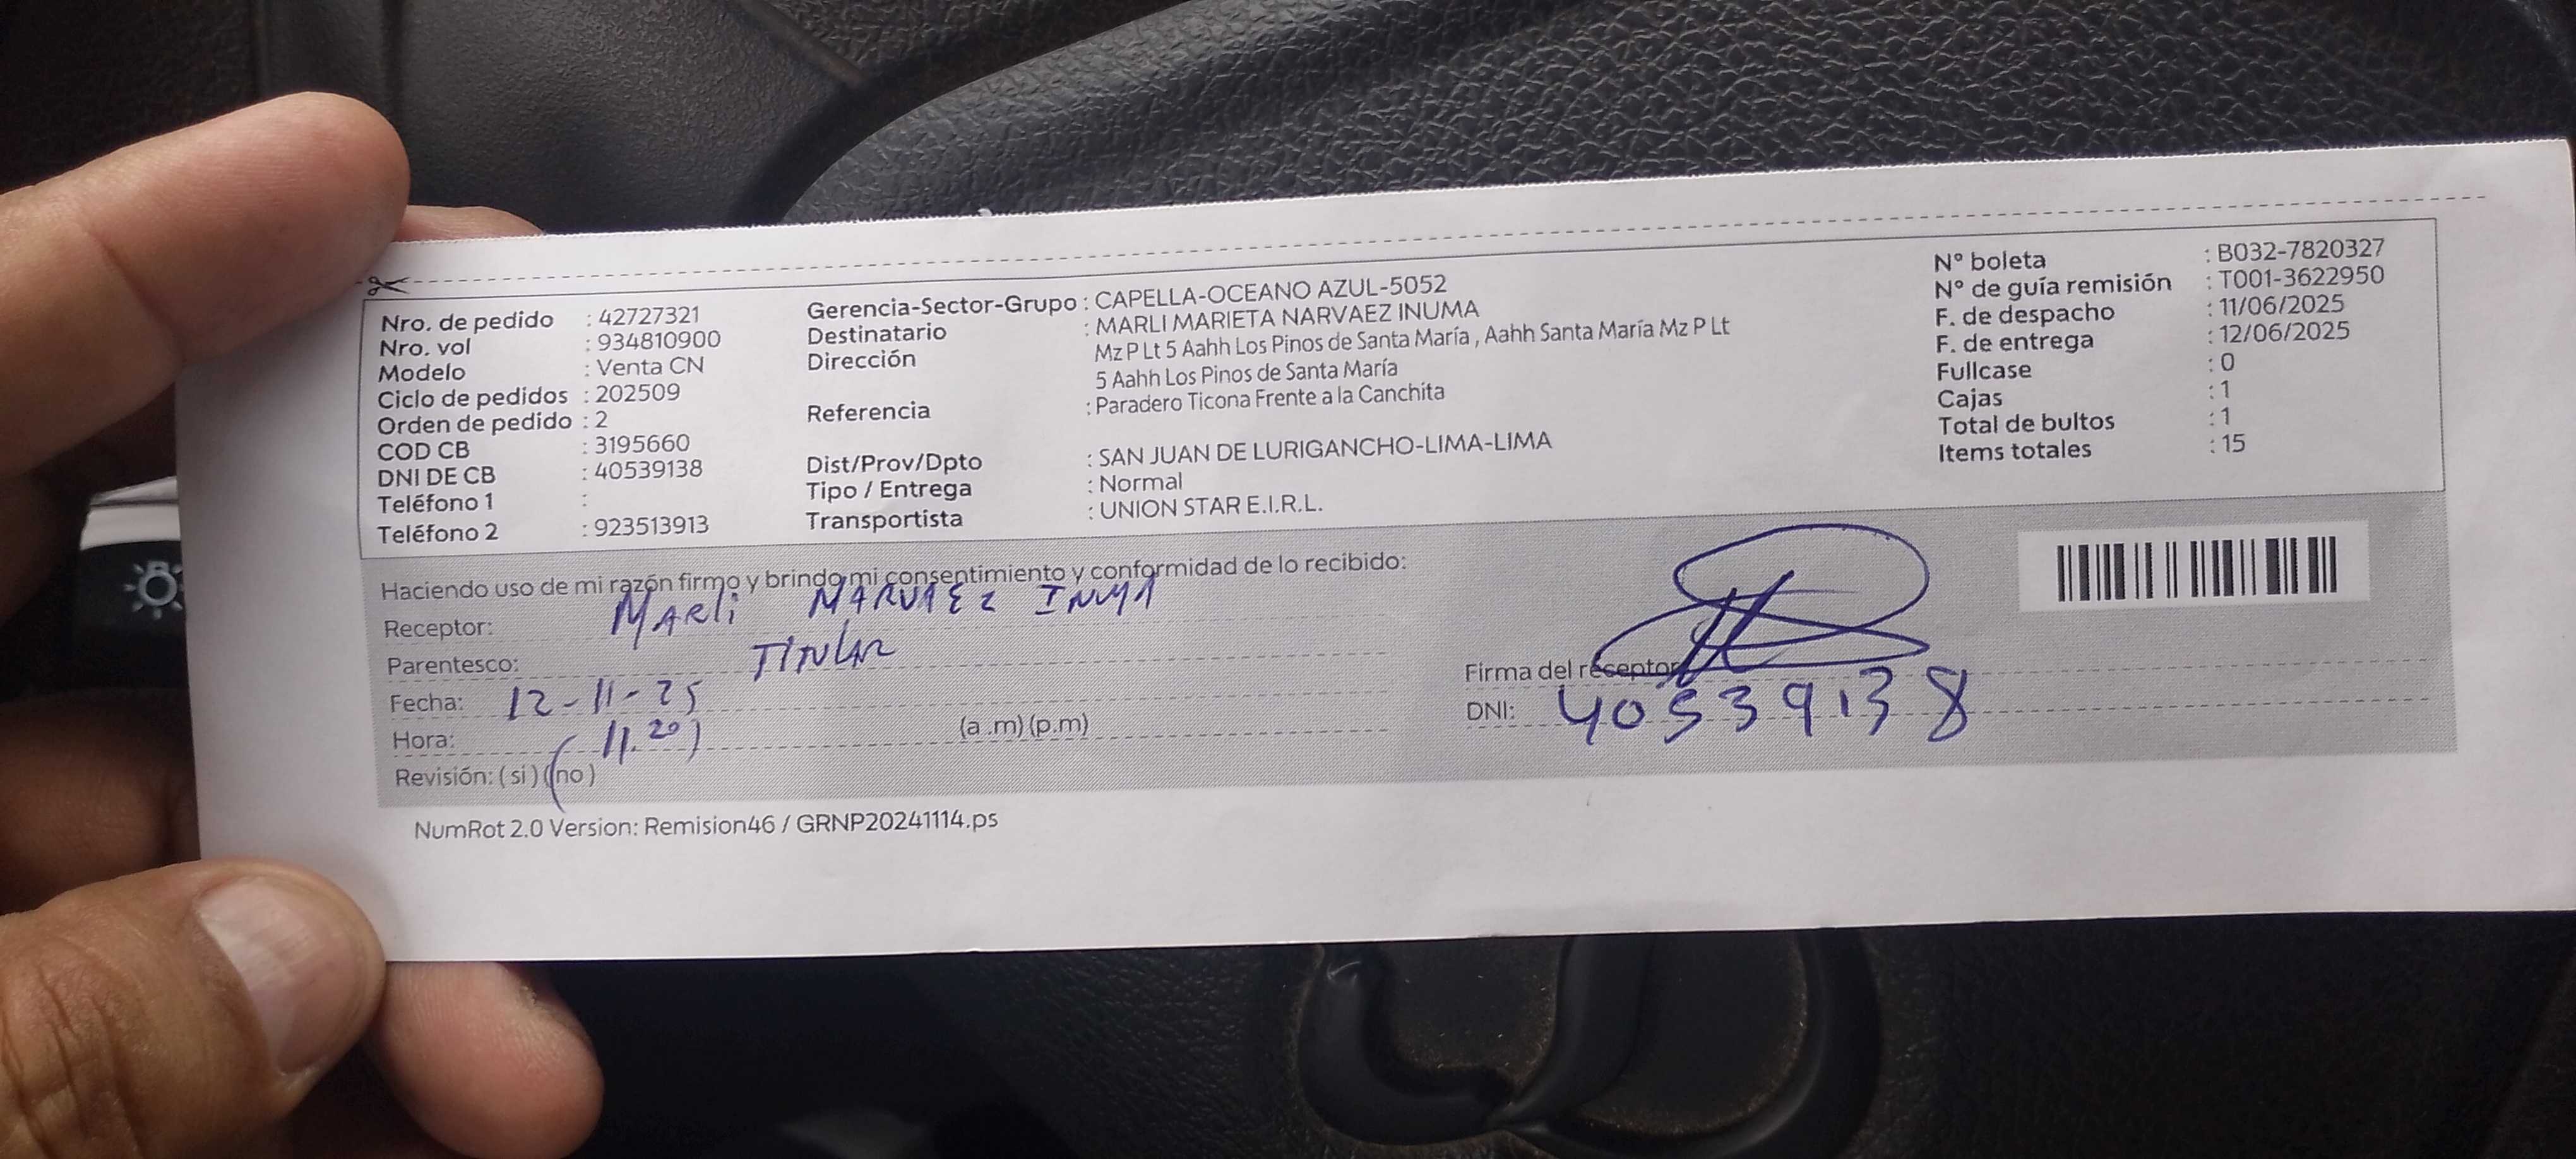 Nro. de pedido : 42727321
Nro. vol : 934810900
Modelo : Venta CN
Ciclo de pedidos : 202509
Orden de pedido : 2
COD CB : 3195660
DNI DE CB : 40539138
Teléfono 1 :
Teléfono 2 : 923513913
Gerencia-Sector-Grupo : CAPELLA-OCEANO AZUL-5052
Destinatario : MARLI MARIETA NARVAEZ INUMA
Dirección Mz P Lt 5 Aahh Los Pinos de Santa María , Aahh Santa María Mz P Lt
5 Aahh Los Pinos de Santa María
Referencia : Paradero Ticona Frente a la Canchita
Dist/Prov/Dpto : SAN JUAN DE LURIGANCHO-LIMA-LIMA
Tipo / Entrega : Normal
Transportista : UNION STAR E.I.R.L.
N° boleta : B032-7820327
N° de guía remisión : T001-3622950
F. de despacho : 11/06/2025
F. de entrega : 12/06/2025
Fullcase : 0
Cajas : 1
Total de bultos : 1
Items totales : 15
Haciendo uso de mi razón firmo y brindo mi consentimiento y conformidad de lo recibido:
Receptor: MARli
Parentesco: TITULAR
Fecha: 12-11-25
Hora: 11.20 (a .m) (p.m)
Revisión: ( si ) ( no )
Firma del receptor
DNI: 40539138
NumRot 2.0 Version: Remision46 / GRNP20241114.ps